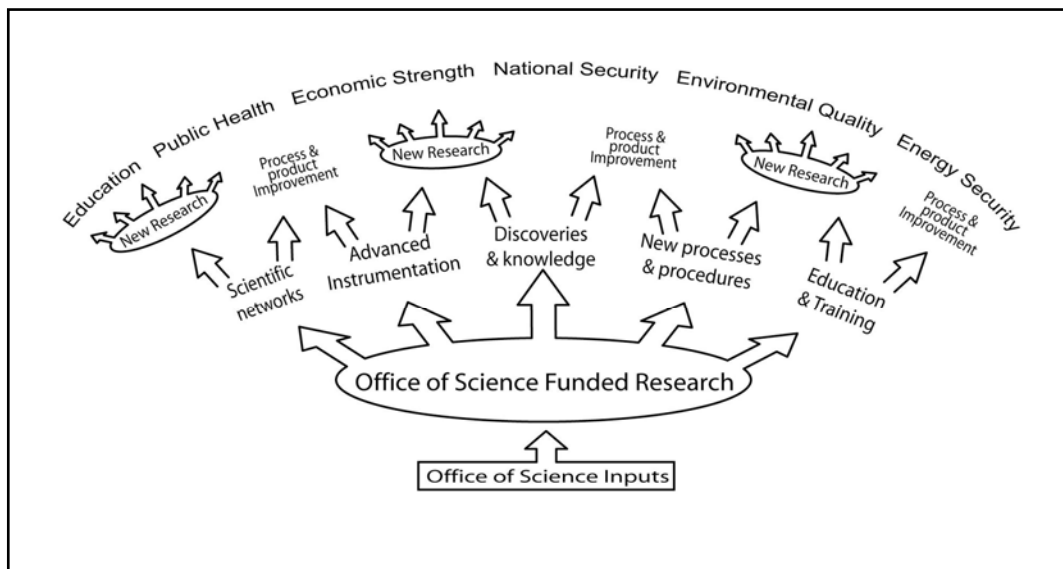 Education
Public Health
Economic Strength
National Security
Environmental Quality
Energy Security
New Research
Process &
product
Improvement
New Research
Process &
product
Improvement
New Research
Process &
product
Improvement
Scientific
networks
Advanced
Instrumentation
Discoveries
& knowledge
New processes
& procedures
Education
& Training
Office of Science Funded Research
Office of Science Inputs